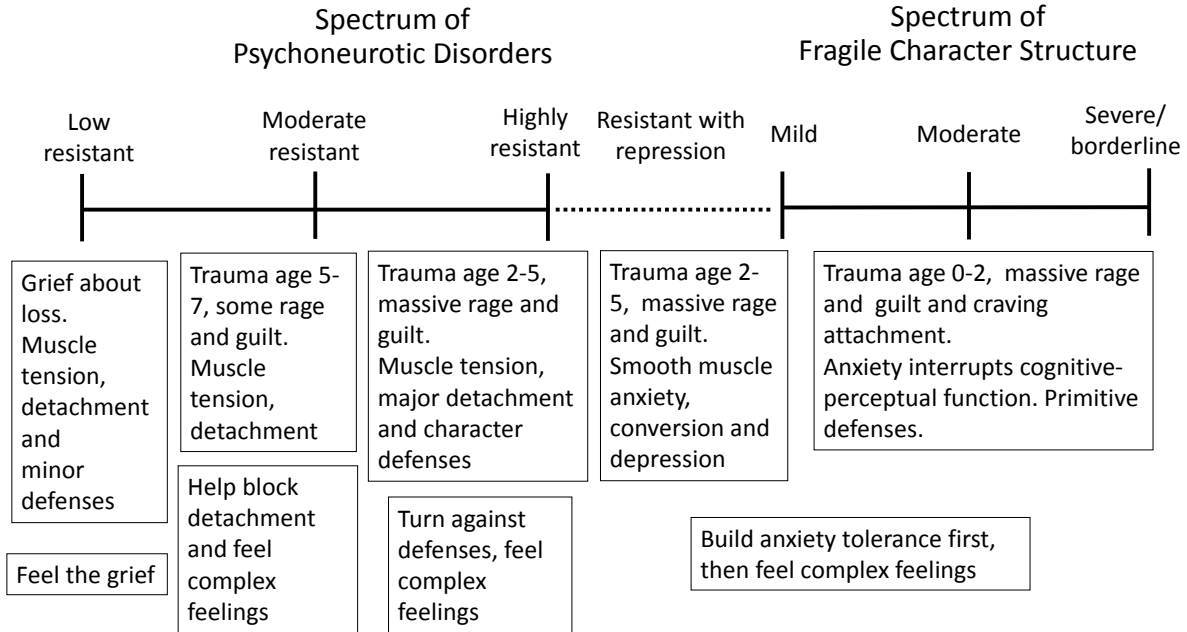 Spectrum of
Psychoneurotic Disorders
Spectrum of
Fragile Character Structure
Low
resistant
Moderate
resistant
Highly
resistant
Resistant with
repression
Mild
Moderate
Severe/
borderline
Grief about
loss.
Muscle
tension,
detachment
and
minor
defenses
Trauma age 5-
7, some rage
and guilt.
Muscle
tension,
detachment
Trauma age 2-5,
massive rage and
guilt.
Muscle tension,
major detachment
and character
defenses
Trauma age 2-
5, massive rage
and guilt.
Smooth muscle
anxiety,
conversion and
depression
Trauma age 0-2, massive rage
and guilt and craving
attachment.
Anxiety interrupts cognitive-
perceptual function. Primitive
defenses.
Feel the grief
Help block
detachment
and feel
complex
feelings
Turn against
defenses, feel
complex
feelings
Build anxiety tolerance first,
then feel complex feelings